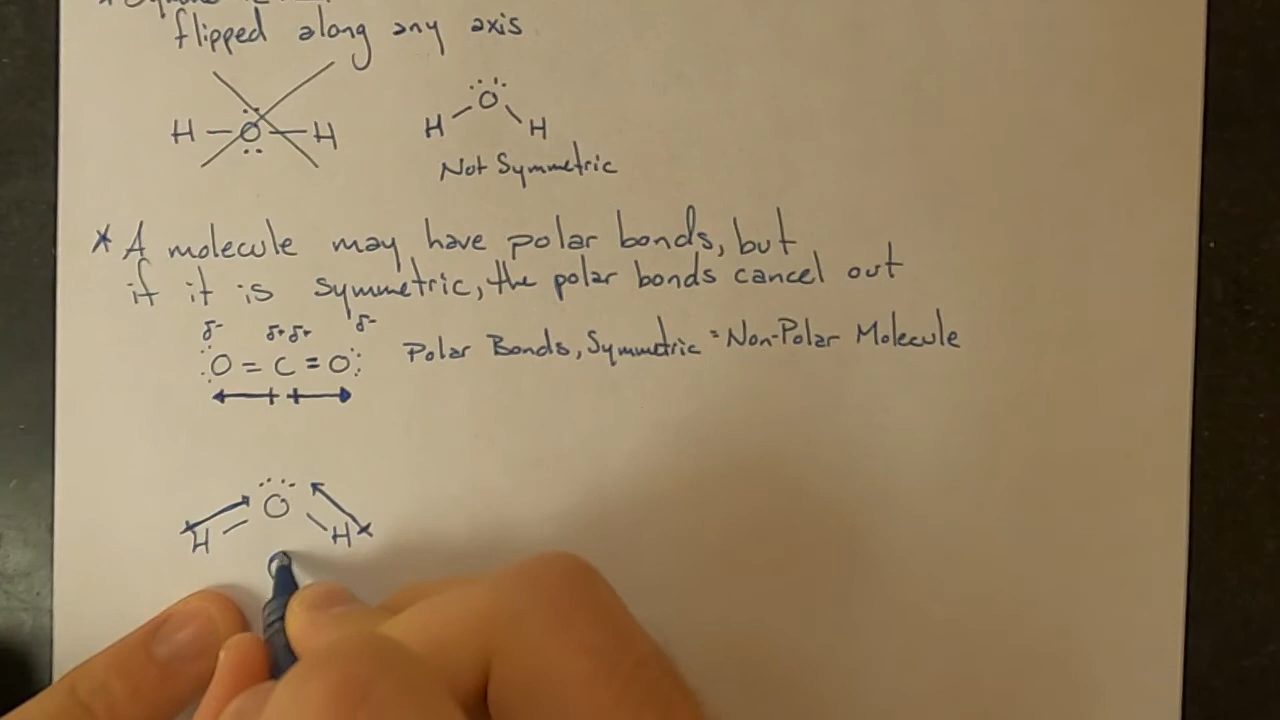 flipped along any axis
H – O – H
O
H H
Not Symmetric
* A molecule may have polar bonds, but
if it is symmetric, the polar bonds cancel out
δ- δ+ δ+ δ-
O = C = O
Polar Bonds, Symmetric = Non-Polar Molecule
O
H H